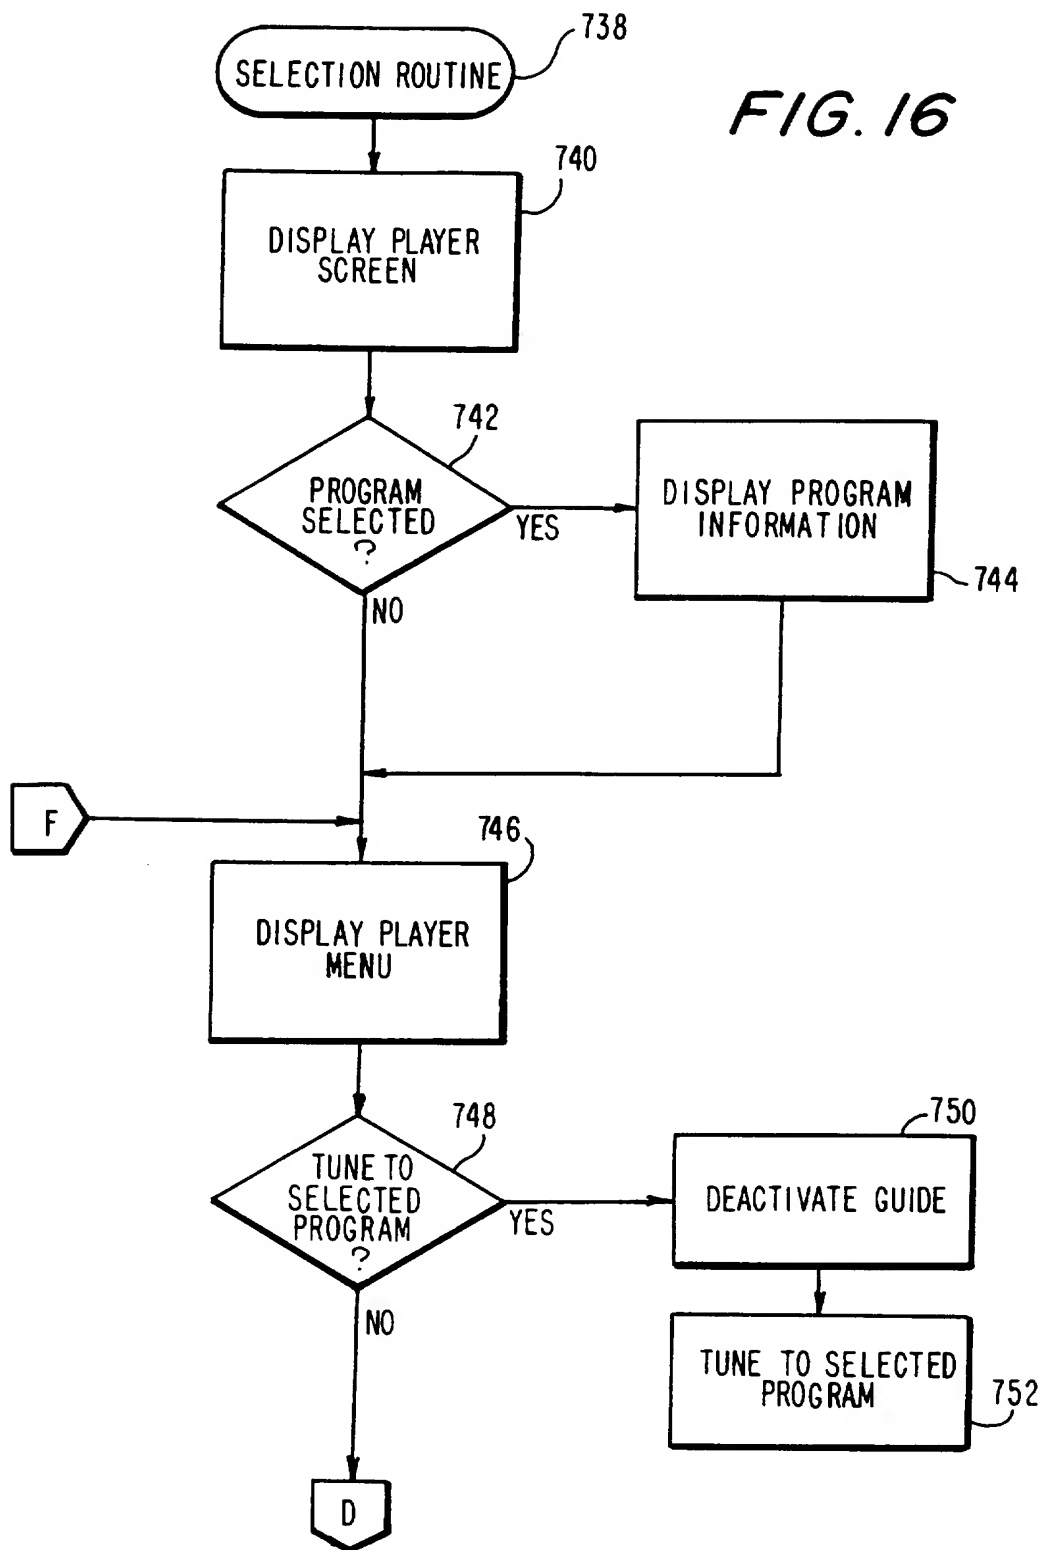 738
SELECTION ROUTINE
FIG. 16
740
DISPLAY PLAYER
SCREEN
742
PROGRAM
SELECTED
?
YES
NO
DISPLAY PROGRAM
INFORMATION
744
F
746
DISPLAY PLAYER
MENU
748
TUNE TO
SELECTED
PROGRAM
?
YES
NO
750
DEACTIVATE GUIDE
TUNE TO SELECTED
PROGRAM
752
D